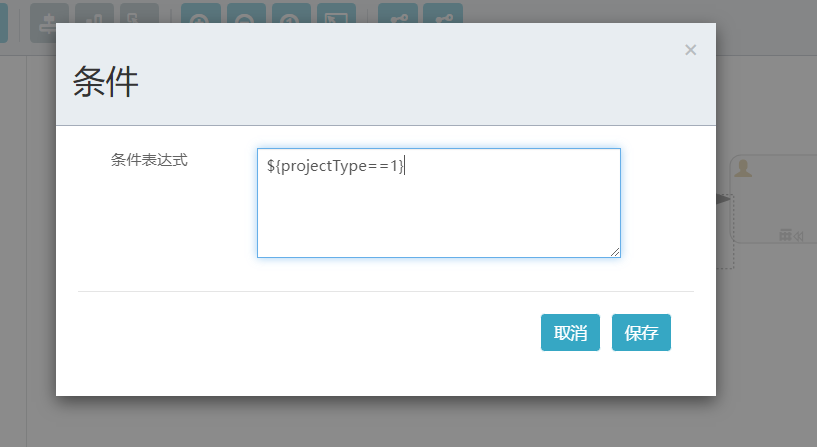 ×
条件
条件表达式
${projectType==1}
取消
保存